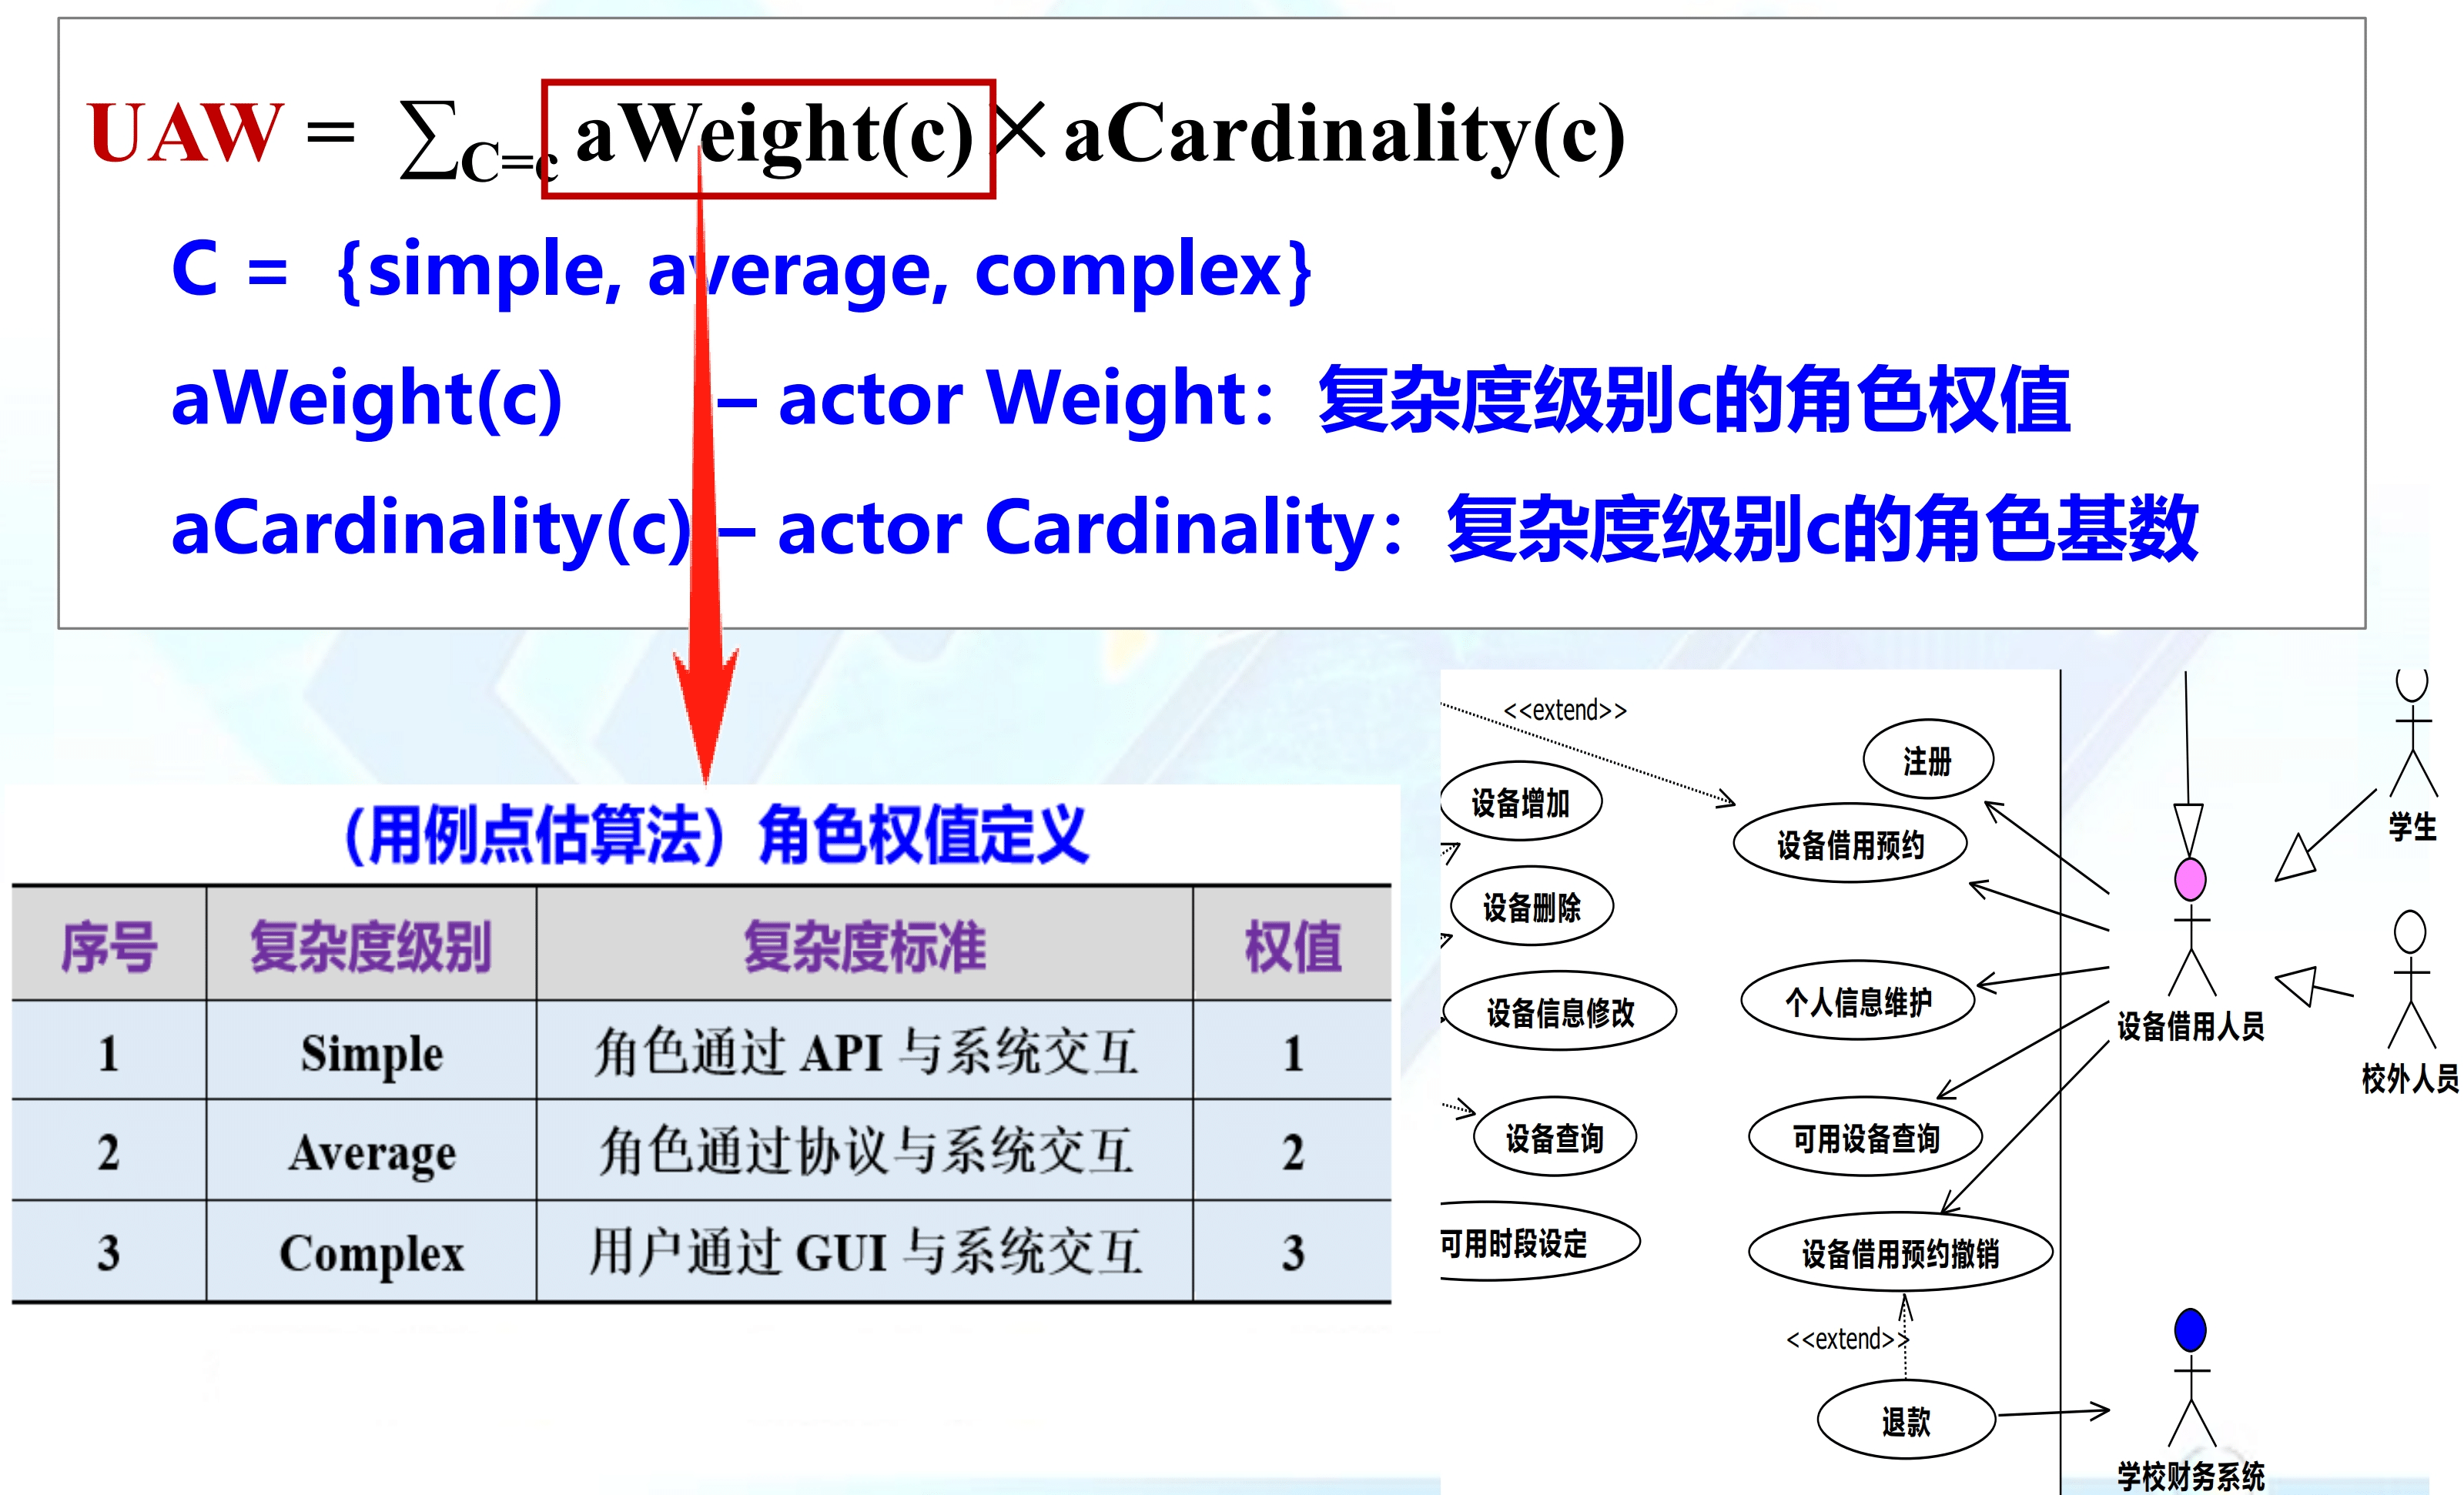 UAW = ∑C=c aWeight(c)×aCardinality(c)
C = {simple, average, complex}
aWeight(c) – actor Weight：复杂度级别c的角色权值
aCardinality(c) – actor Cardinality：复杂度级别c的角色基数
（用例点估算法）角色权值定义
序号 复杂度级别 复杂度标准 权值
1 Simple 角色通过 API 与系统交互 1
2 Average 角色通过协议与系统交互 2
3 Complex 用户通过 GUI 与系统交互 3
<<extend>>
注册
设备增加
设备借用预约
学生
设备删除
个人信息维护
设备信息修改
设备借用人员
校外人员
设备查询
可用设备查询
可用时段设定
设备借用预约撤销
<<extend>>
退款
学校财务系统